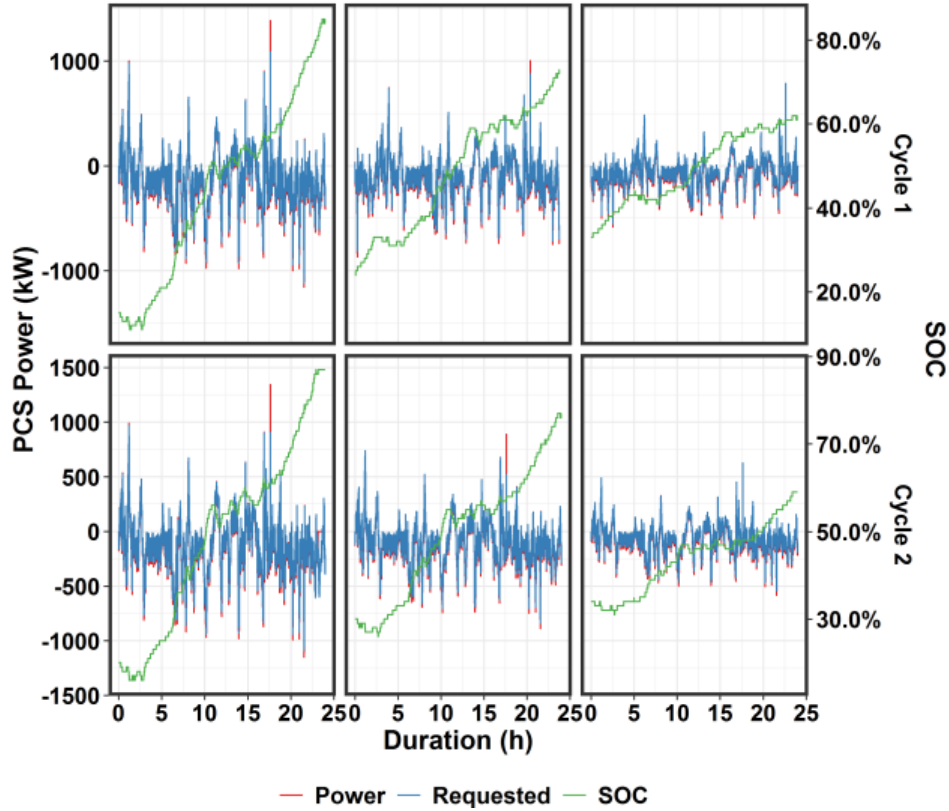 1000
0
-1000
80.0%
60.0%
40.0%
20.0%
Cycle 1
PCS Power (kW)
SOC
1500
1000
500
0
-500
-1000
-1500
90.0%
70.0%
50.0%
30.0%
Cycle 2
0 5 10 15 20 25 0 5 10 15 20 25 0 5 10 15 20 25
Duration (h)
Power Requested SOC